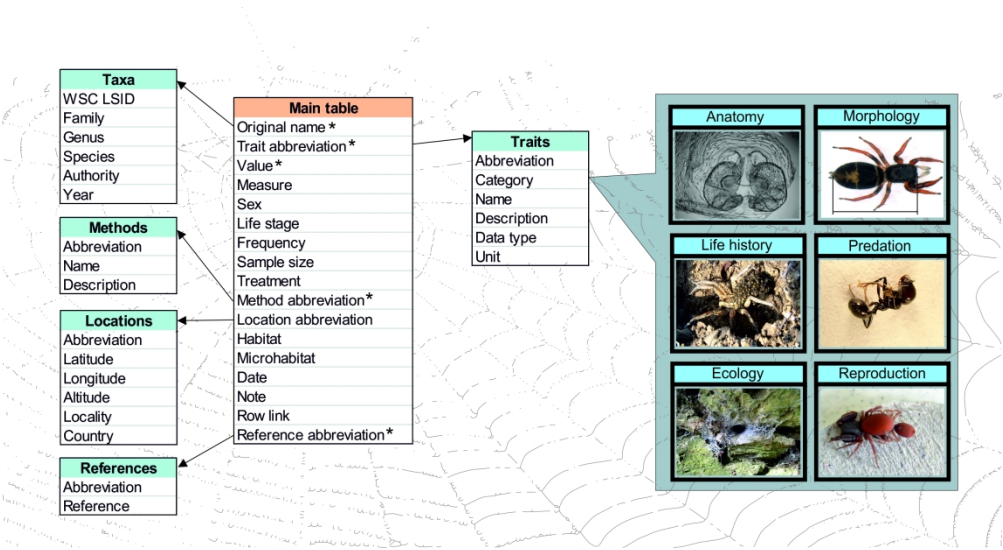 Taxa
WSC LSID
Family
Genus
Species
Authority
Year
Methods
Abbreviation
Name
Description
Locations
Abbreviation
Latitude
Longitude
Altitude
Locality
Country
References
Abbreviation
Reference
Main table
Original name*
Trait abbreviation*
Value*
Measure
Sex
Life stage
Frequency
Sample size
Treatment
Method abbreviation*
Location abbreviation
Habitat
Microhabitat
Date
Note
Row link
Reference abbreviation*
Traits
Abbreviation
Category
Name
Description
Data type
Unit
Anatomy
Morphology
Life history
Predation
Ecology
Reproduction